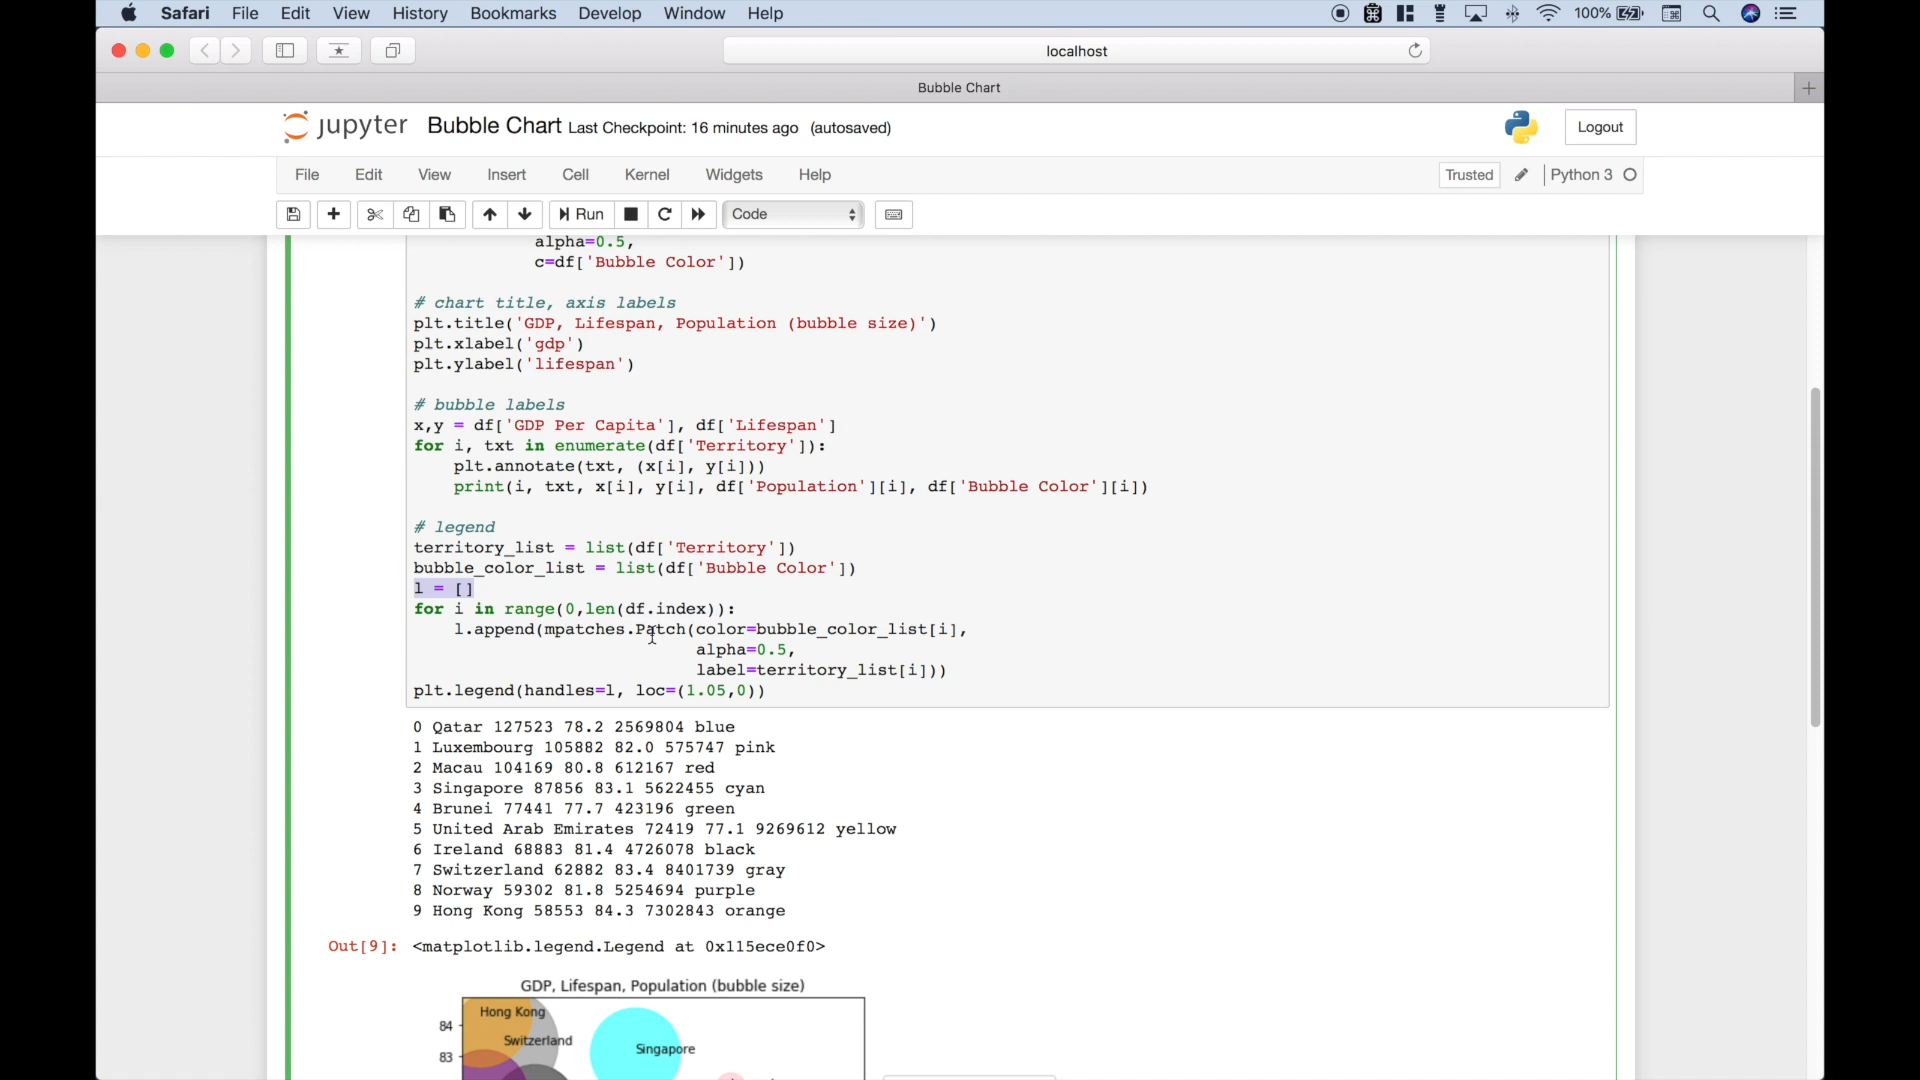 Safari File Edit View History Bookmarks Develop Window Help 100%
localhost
Bubble Chart
jupyter Bubble Chart Last Checkpoint: 16 minutes ago (autosaved) Logout
File Edit View Insert Cell Kernel Widgets Help Trusted Python 3
Run Code
alpha=0.5,
c=df['Bubble Color'])
# chart title, axis labels
plt.title('GDP, Lifespan, Population (bubble size)')
plt.xlabel('gdp')
plt.ylabel('lifespan')
# bubble labels
x,y = df['GDP Per Capita'], df['Lifespan']
for i, txt in enumerate(df['Territory']):
plt.annotate(txt, (x[i], y[i]))
print(i, txt, x[i], y[i], df['Population'][i], df['Bubble Color'][i])
# legend
territory_list = list(df['Territory'])
bubble_color_list = list(df['Bubble Color'])
l = []
for i in range(0,len(df.index)):
l.append(mpatches.Patch(color=bubble_color_list[i],
alpha=0.5,
label=territory_list[i]))
plt.legend(handles=l, loc=(1.05,0))
0 Qatar 127523 78.2 2569804 blue
1 Luxembourg 105882 82.0 575747 pink
2 Macau 104169 80.8 612167 red
3 Singapore 87856 83.1 5622455 cyan
4 Brunei 77441 77.7 423196 green
5 United Arab Emirates 72419 77.1 9269612 yellow
6 Ireland 68883 81.4 4726078 black
7 Switzerland 62882 83.4 8401739 gray
8 Norway 59302 81.8 5254694 purple
9 Hong Kong 58553 84.3 7302843 orange
Out[9]: <matplotlib.legend.Legend at 0x115ece0f0>
GDP, Lifespan, Population (bubble size)
Hong Kong
84
Switzerland
Singapore
83